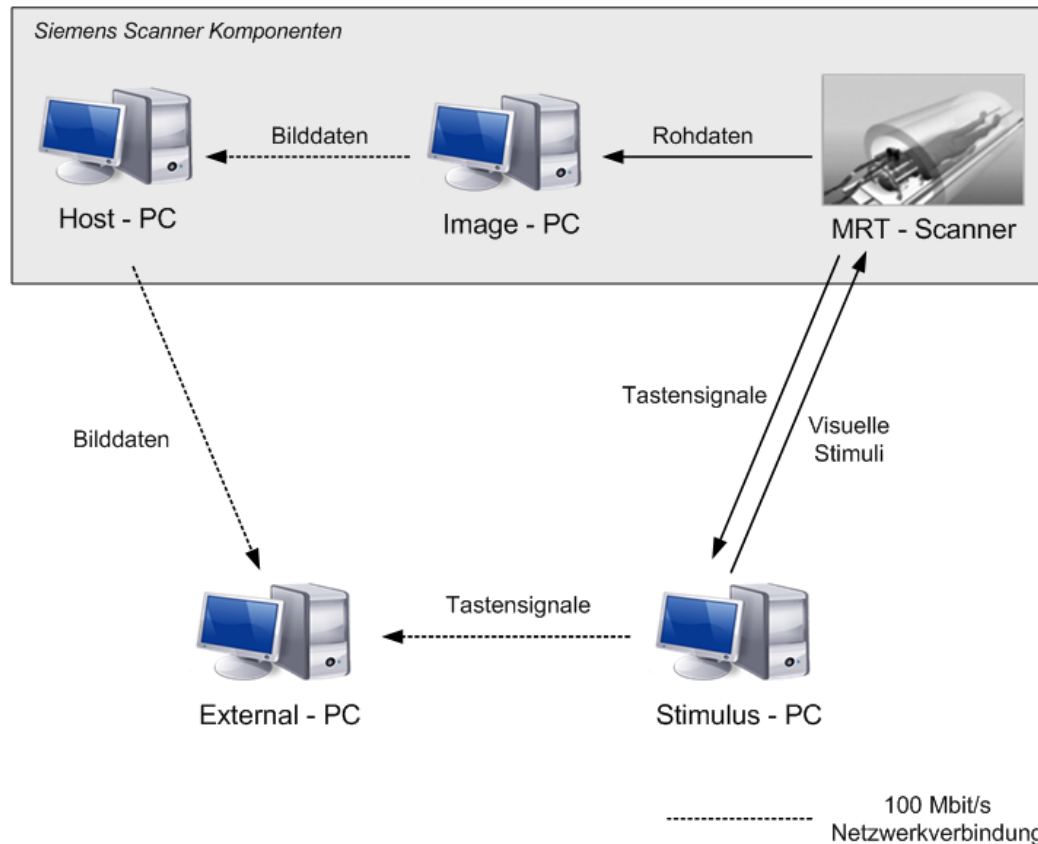 Siemens Scanner Komponenten
Bilddaten
Rohdaten
Host - PC
Image - PC
MRT - Scanner
Tastensignale
Visuelle
Stimuli
Bilddaten
Tastensignale
External - PC
Stimulus - PC
100 Mbit/s
Netzwerkverbindung